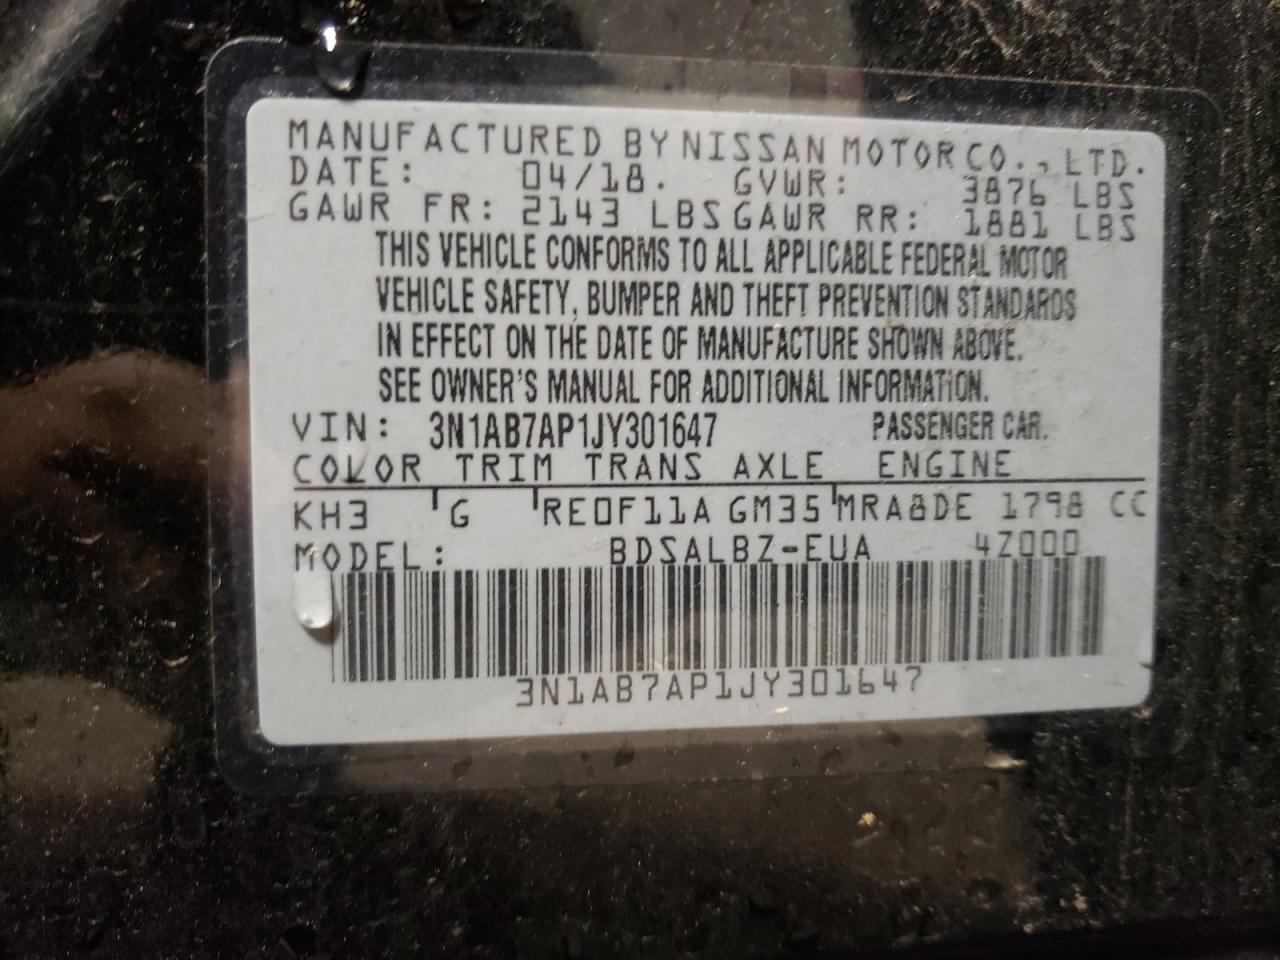 MANUFACTURED BY NISSAN MOTOR CO., LTD.
DATE: 04/18. GVWR: 3876 LBS
GAWR FR: 2143 LBS GAWR RR: 1881 LBS
THIS VEHICLE CONFORMS TO ALL APPLICABLE FEDERAL MOTOR
VEHICLE SAFETY, BUMPER AND THEFT PREVENTION STANDARDS
IN EFFECT ON THE DATE OF MANUFACTURE SHOWN ABOVE.
SEE OWNER'S MANUAL FOR ADDITIONAL INFORMATION.
VIN: 3N1AB7AP1JY301647 PASSENGER CAR.
COLOR TRIM TRANS AXLE ENGINE
KH3 G RE0F11A GM35 MRA8DE 1798 CC
MODEL: BDSALBZ-EUA 4Z000
3N1AB7AP1JY301647